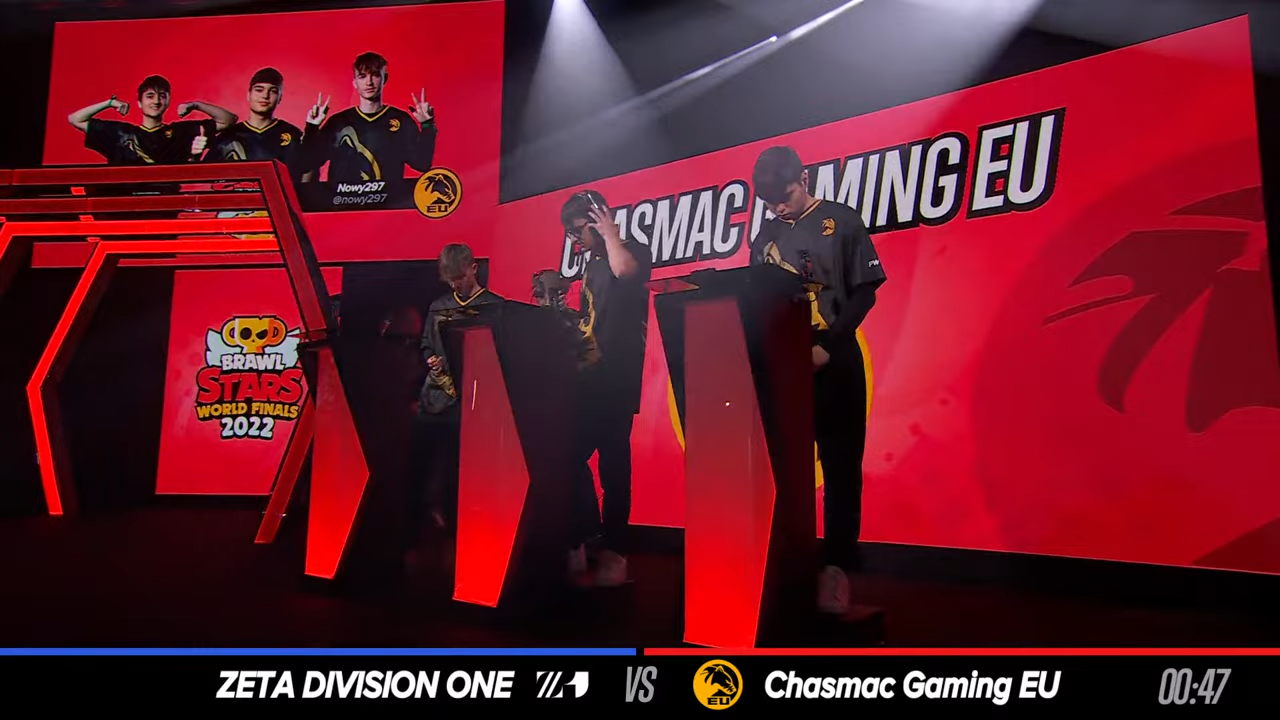 Nowy297
@nowy297
EU
CHASMAC GAMING EU
BRAWL
STARS
WORLD FINALS
2022
ZETA DIVISION ONE
VS
EU
Chasmac Gaming EU
00:47